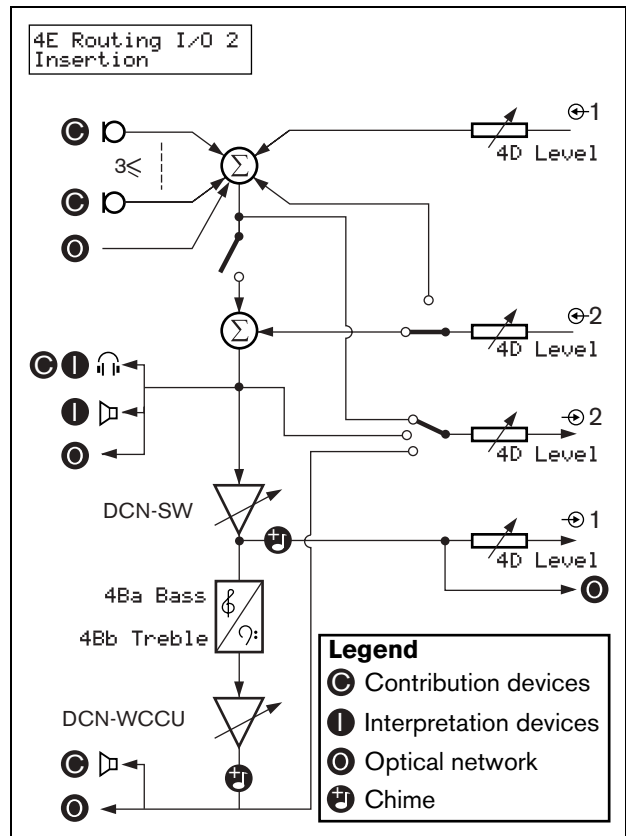 4E Routing I/O 2
Insertion
C
1
4D Level
3≤
Σ
C
O
2
Σ
4D Level
C I
I
2
O
4D Level
DCN-SW
1
4D Level
O
4Ba Bass
4Bb Treble
Legend
C Contribution devices
DCN-WCCU
I Interpretation devices
C
O Optical network
O
Chime